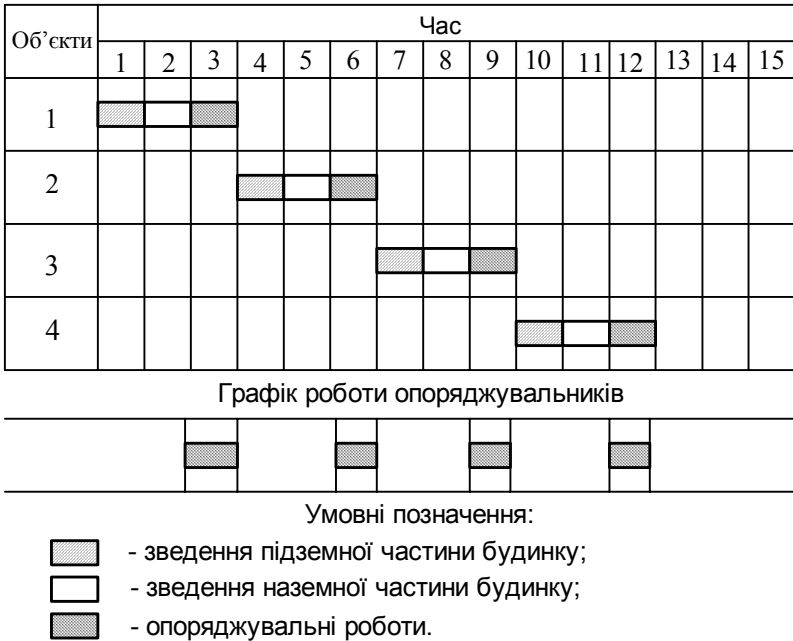 Об’єкти
Час
1 2 3 4 5 6 7 8 9 10 11 12 13 14 15
1
2
3
4
Графік роботи опоряджувальників
Умовні позначення:
- зведення підземної частини будинку;
- зведення наземної частини будинку;
- опоряджувальні роботи.